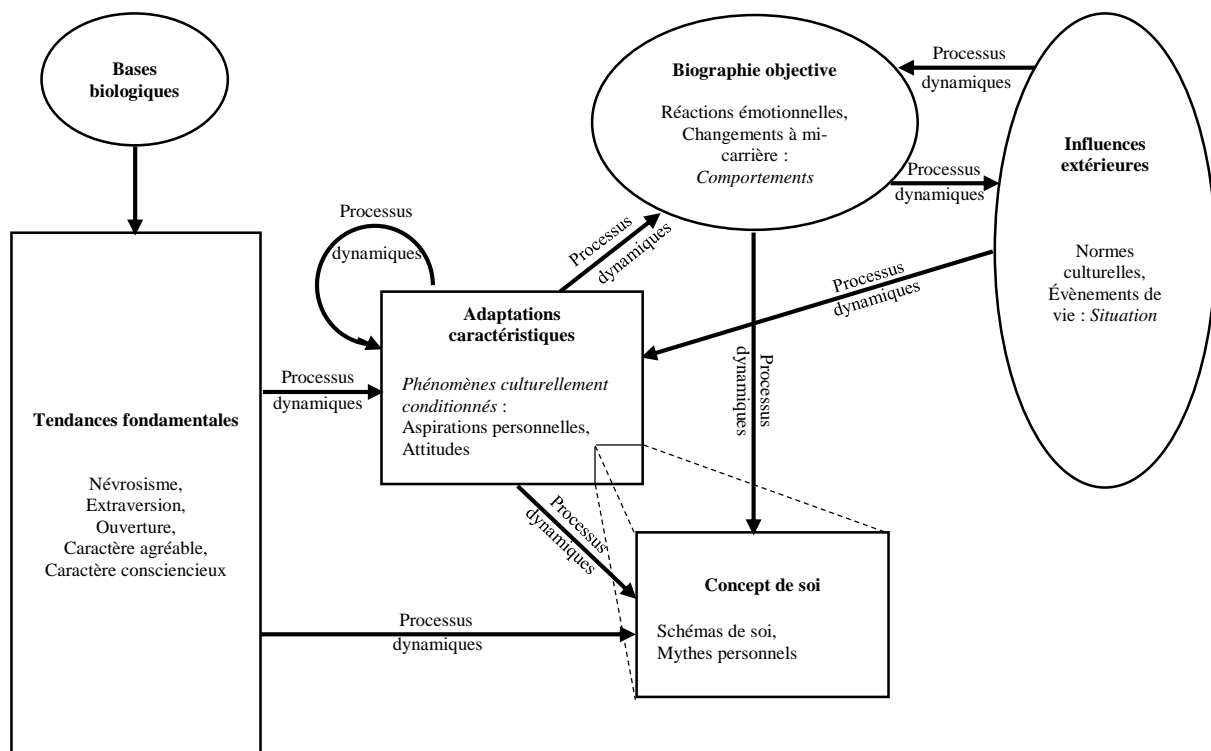 Bases
biologiques
Biographie objective
Réactions émotionnelles,
Changements à mi-
carrière :
Comportements
Processus
dynamiques
Processus
dynamiques
Influences
extérieures
Normes
culturelles,
Évènements de
vie : Situation
Processus
dynamiques
Processus
dynamiques
Processus
dynamiques
Adaptations
caractéristiques
Phénomènes culturellement
conditionnés :
Aspirations personnelles,
Attitudes
Processus
dynamiques
Processus
dynamiques
Tendances fondamentales
Névrosisme,
Extraversion,
Ouverture,
Caractère agréable,
Caractère consciencieux
Processus
dynamiques
Concept de soi
Schémas de soi,
Mythes personnels
Processus
dynamiques